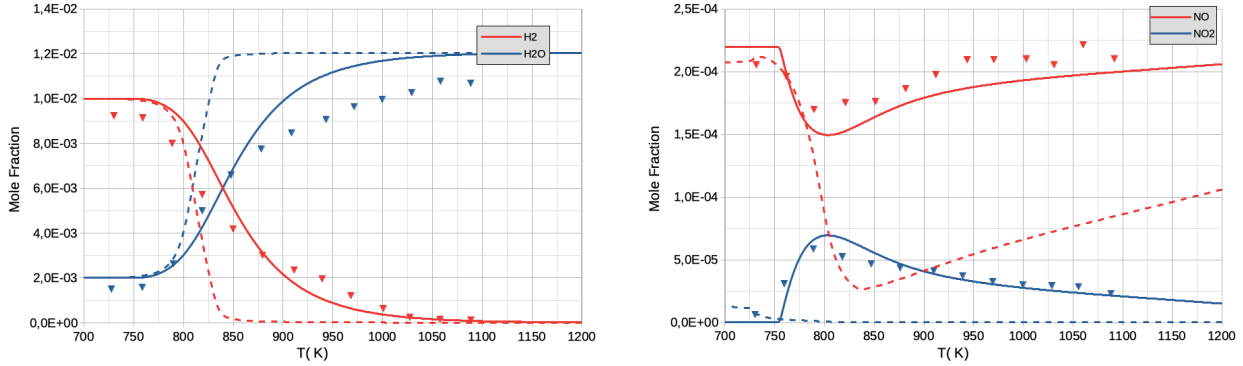 1,4E-02
1,2E-02
1,0E-02
8,0E-03
6,0E-03
4,0E-03
2,0E-03
0,0E+00
Mole Fraction
H2
H2O
700 750 800 850 900 950 1000 1050 1100 1150 1200
T( K)
2,5E-04
2,0E-04
1,5E-04
1,0E-04
5,0E-05
0,0E+00
Mole Fraction
NO
NO2
700 750 800 850 900 950 1000 1050 1100 1150 1200
T( K)